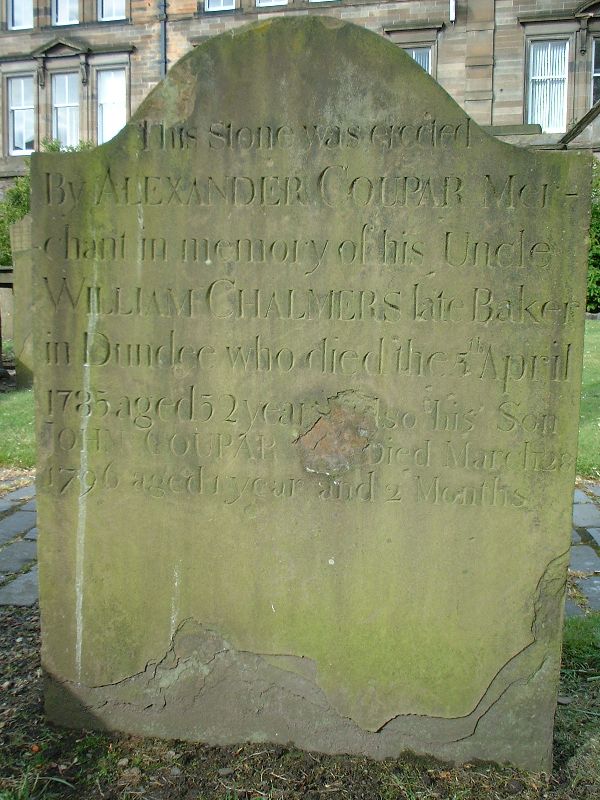 This Stone was erected
By ALEXANDER COUPAR Mer-
chant in memory of his Uncle
WILLIAM CHALMERS late Baker
in Dundee who died the 5th April
1785 aged 52 years also his Son
JOHN COUPAR Died March 28
1796 aged 1 year and 2 Months